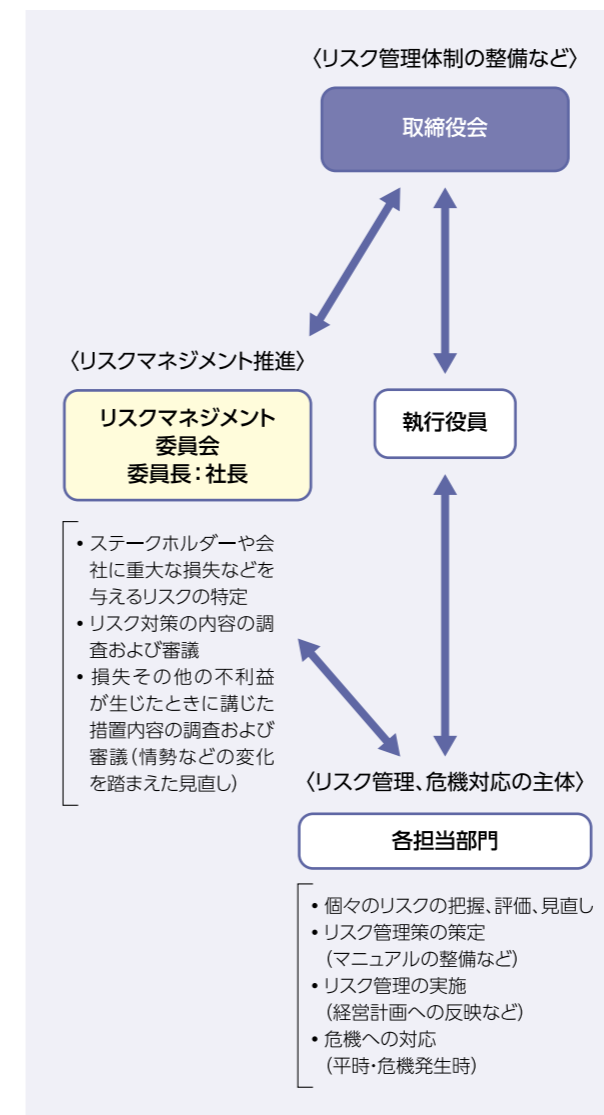 〈リスク管理体制の整備など〉
取締役会
〈リスクマネジメント推進〉
リスクマネジメント
委員会
委員長：社長
執行役員
• ステークホルダーや会
社に重大な損失などを
与えるリスクの特定
• リスク対策の内容の調
査および審議
• 損失その他の不利益
が生じたときに講じた
措置内容の調査および
審議（情勢などの変化
を踏まえた見直し）
〈リスク管理、危機対応の主体〉
各担当部門
• 個々のリスクの把握、評価、見直し
• リスク管理策の策定
（マニュアルの整備など）
• リスク管理の実施
（経営計画への反映など）
• 危機への対応
（平時・危機発生時）